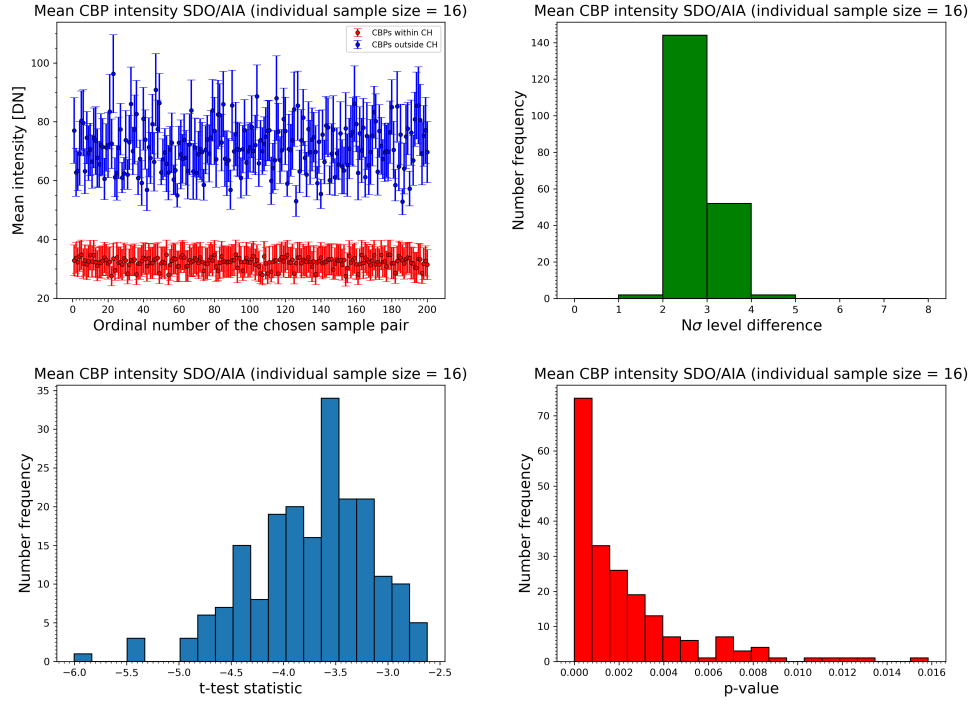 Mean CBP intensity SDO/AIA (individual sample size = 16)
CBPs within CH
CBPs outside CH
Mean intensity [DN]
100
80
60
40
20
0 20 40 60 80 100 120 140 160 180 200
Ordinal number of the chosen sample pair
Mean CBP intensity SDO/AIA (individual sample size = 16)
Number frequency
140
120
100
80
60
40
20
0
0 1 2 3 4 5 6 7 8
Nσ level difference
Mean CBP intensity SDO/AIA (individual sample size = 16)
Number frequency
35
30
25
20
15
10
5
0
−6.0 −5.5 −5.0 −4.5 −4.0 −3.5 −3.0 −2.5
t-test statistic
Mean CBP intensity SDO/AIA (individual sample size = 16)
Number frequency
70
60
50
40
30
20
10
0
0.000 0.002 0.004 0.006 0.008 0.010 0.012 0.014 0.016
p-value